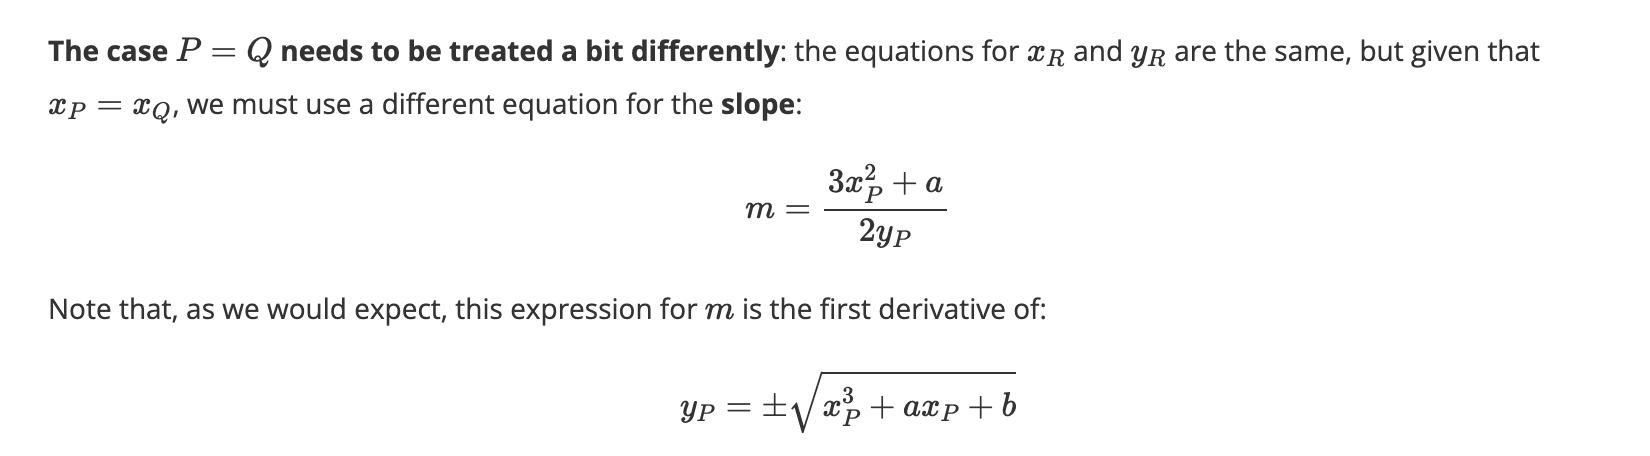 The case P = Q needs to be treated a bit differently: the equations for x_R and y_R are the same, but given that
x_P = x_Q, we must use a different equation for the slope:
m = \frac{3x_P^2 + a}{2y_P}
Note that, as we would expect, this expression for m is the first derivative of:
y_P = \pm\sqrt{x_P^3 + ax_P + b}